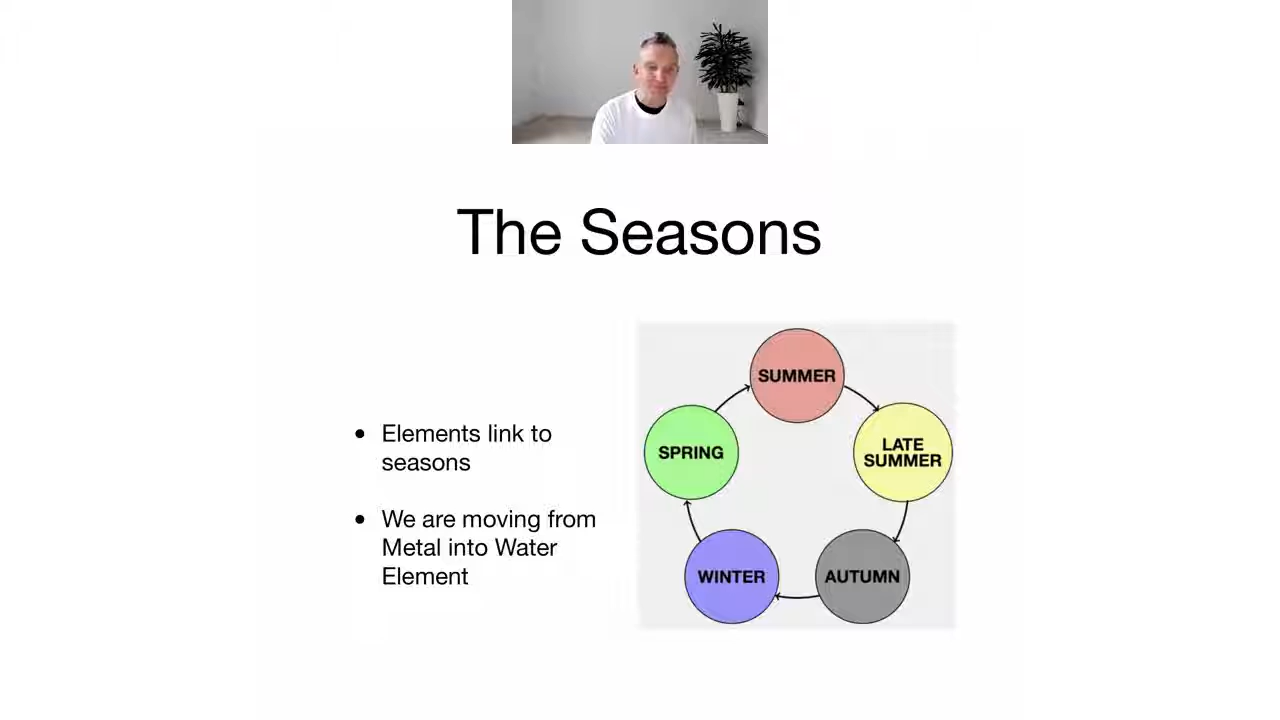 The Seasons
• Elements link to
seasons
• We are moving from
Metal into Water
Element
SUMMER
SPRING
LATE
SUMMER
WINTER
AUTUMN